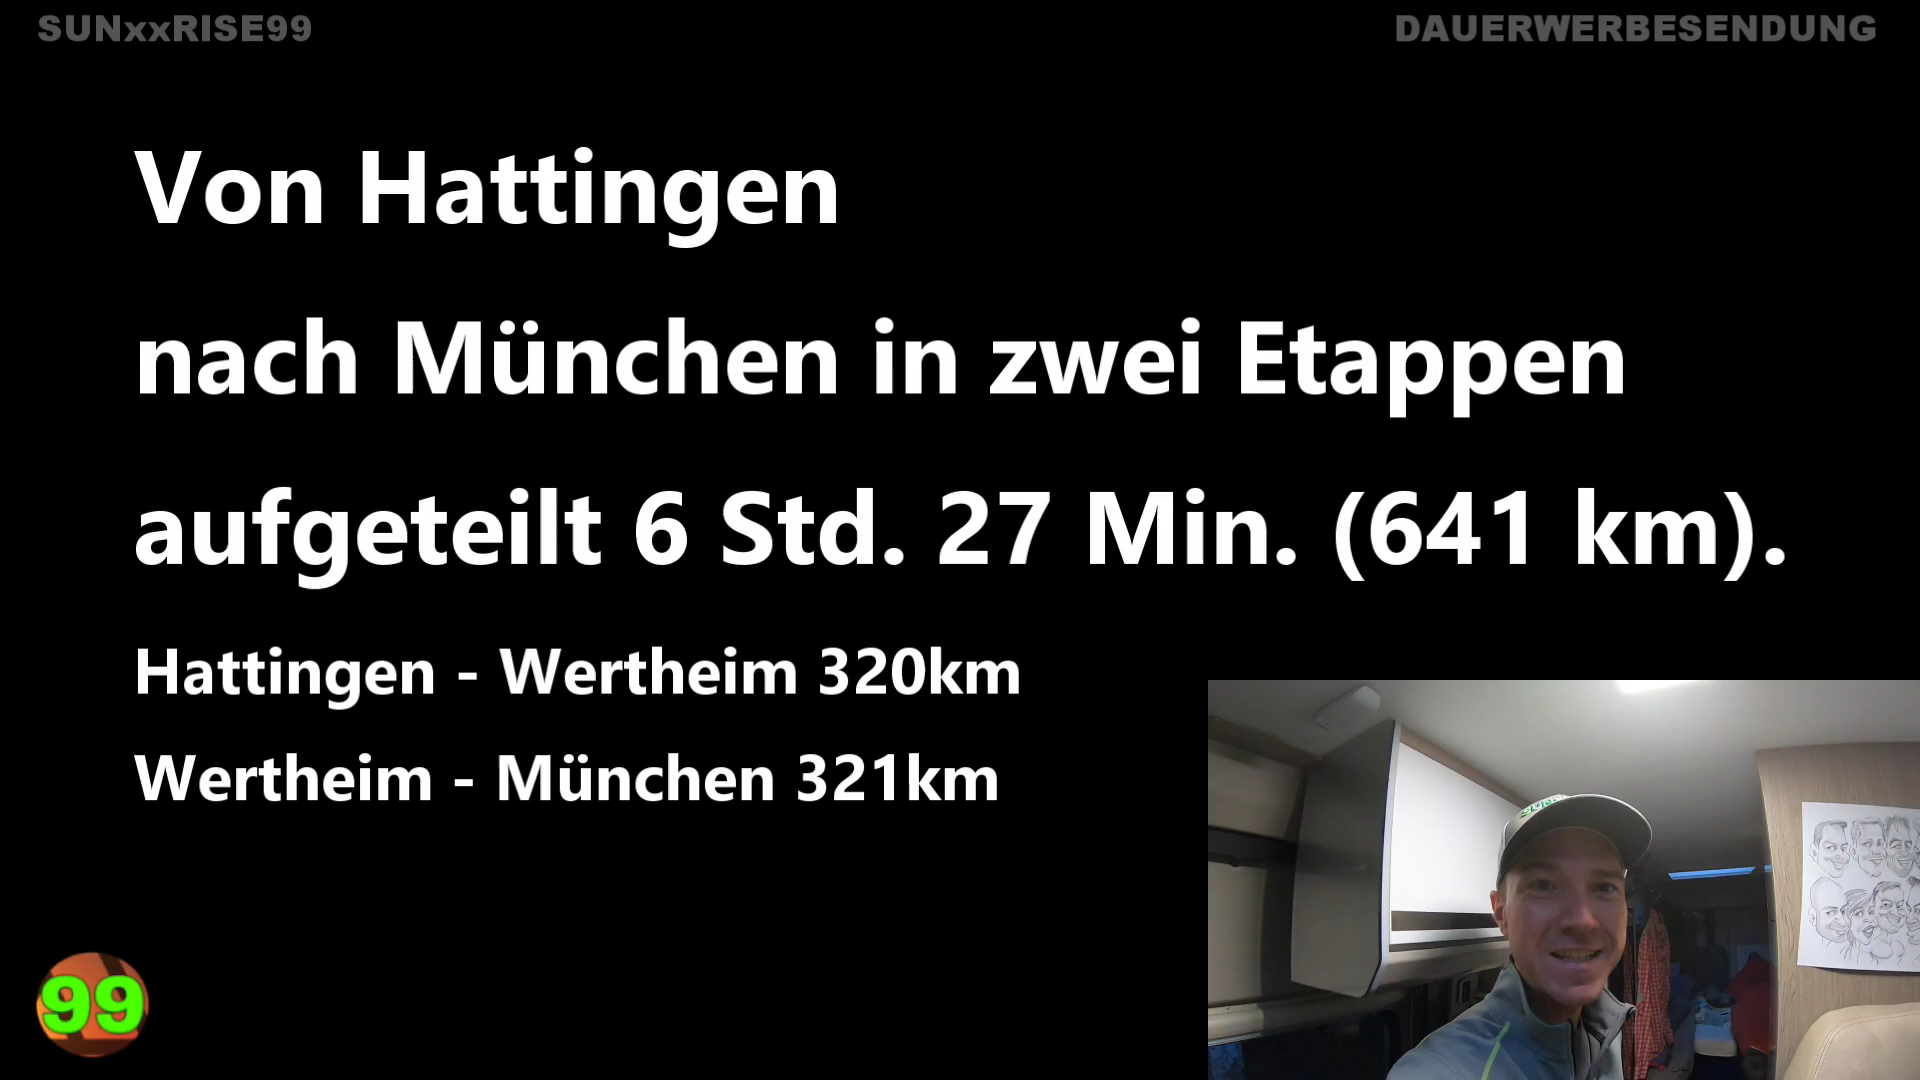 SUNxxRISE99
DAUERWERBESENDUNG
Von Hattingen
nach München in zwei Etappen
aufgeteilt 6 Std. 27 Min. (641 km).
Hattingen - Wertheim 320km
Wertheim - München 321km
99